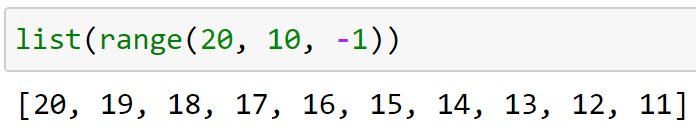 list(range(20, 10, -1))
[20, 19, 18, 17, 16, 15, 14, 13, 12, 11]